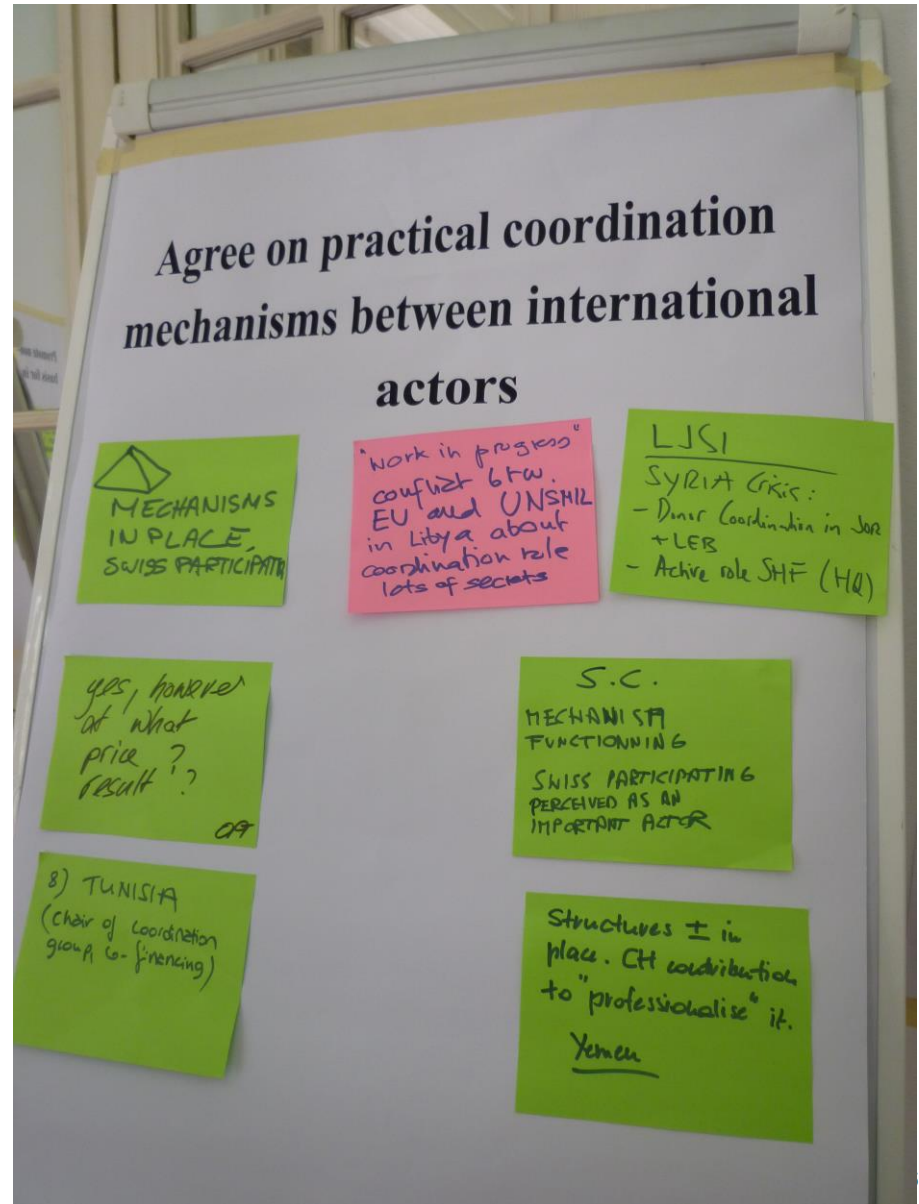 Agree on practical coordination
mechanisms between international
actors
MECHANISMS
IN PLACE,
SWISS PARTICIPATI
"Work in progress"
conflict btw.
EU and UNSMIL
in Libya about
coordination role
lots of secrets
LJSI
SYRIA Crisis:
- Donor Coordination in JOR
+ LEB
- Active role SHF (HQ)
yes, however
at what
price ?
result ?
S.C.
MECHANISM
FUNCTIONNING
SWISS PARTICIPATING
PERCEIVED AS AN
IMPORTANT ACTOR
8) TUNISIA
(chair of coordination
group, co-financing)
Structures ± in
place. CH contribution
to "professionalise" it.
Yemen